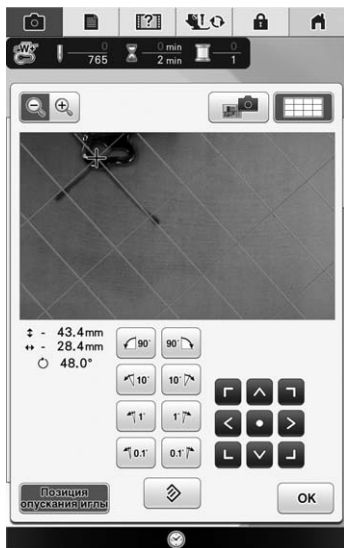 W+
0
765
0 min
2 min
0
1
↕ - 43.4mm
↔ - 28.4mm
48.0°
90°
90°
10°
10°
1°
1°
0.1°
0.1°
Позиция
опускания иглы
OK